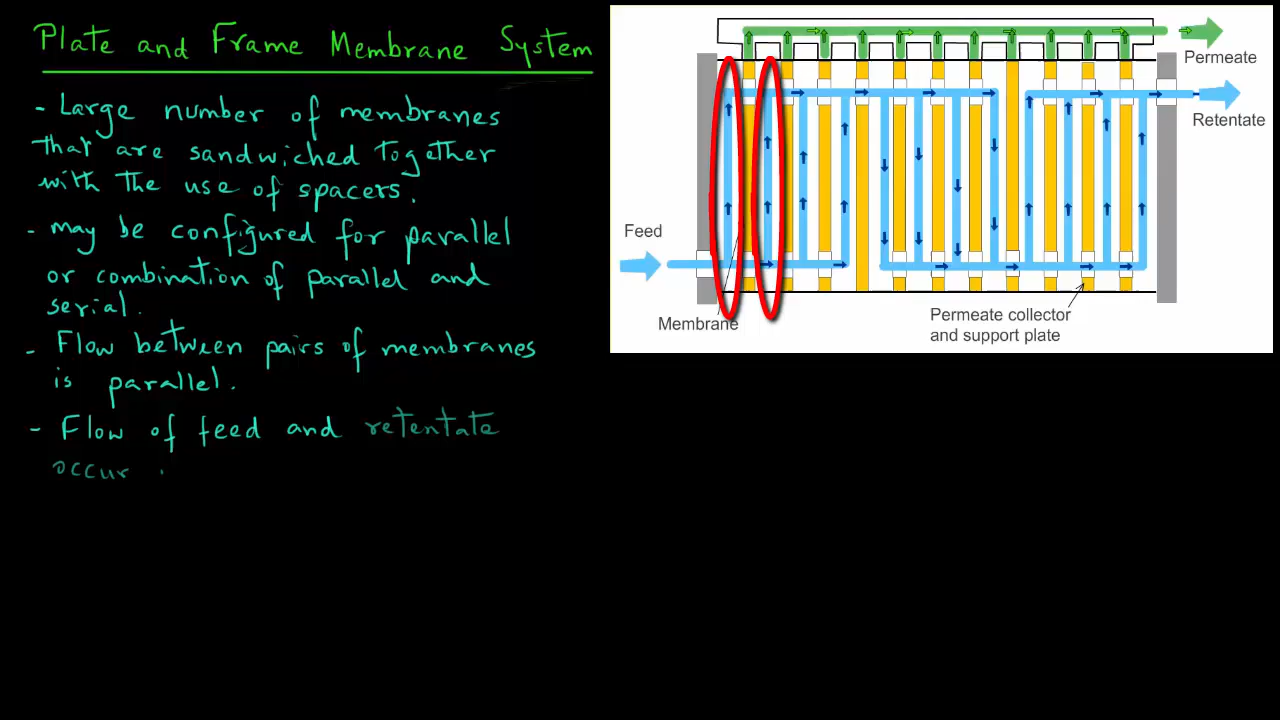 Plate and Frame Membrane System
- Large number of membranes
that are sandwiched together
with the use of spacers.
- may be configured for parallel
or combination of parallel and
serial.
- Flow between pairs of membranes
is parallel.
- Flow of feed and retentate
occur
Permeate
Retentate
Feed
Membrane
Permeate collector
and support plate